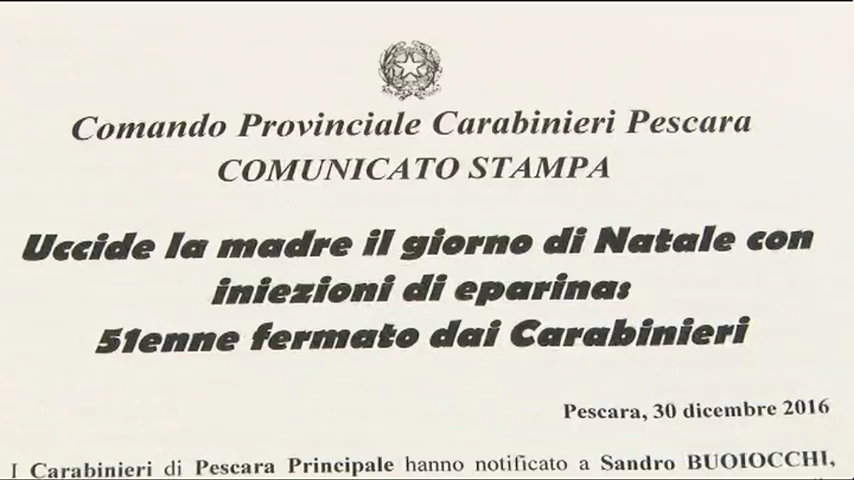 Comando Provinciale Carabinieri Pescara
COMUNICATO STAMPA
Uccide la madre il giorno di Natale con
iniezioni di eparina:
51enne fermato dai Carabinieri
Pescara, 30 dicembre 2016
I Carabinieri di Pescara Principale hanno notificato a Sandro BUOIOCCHI,